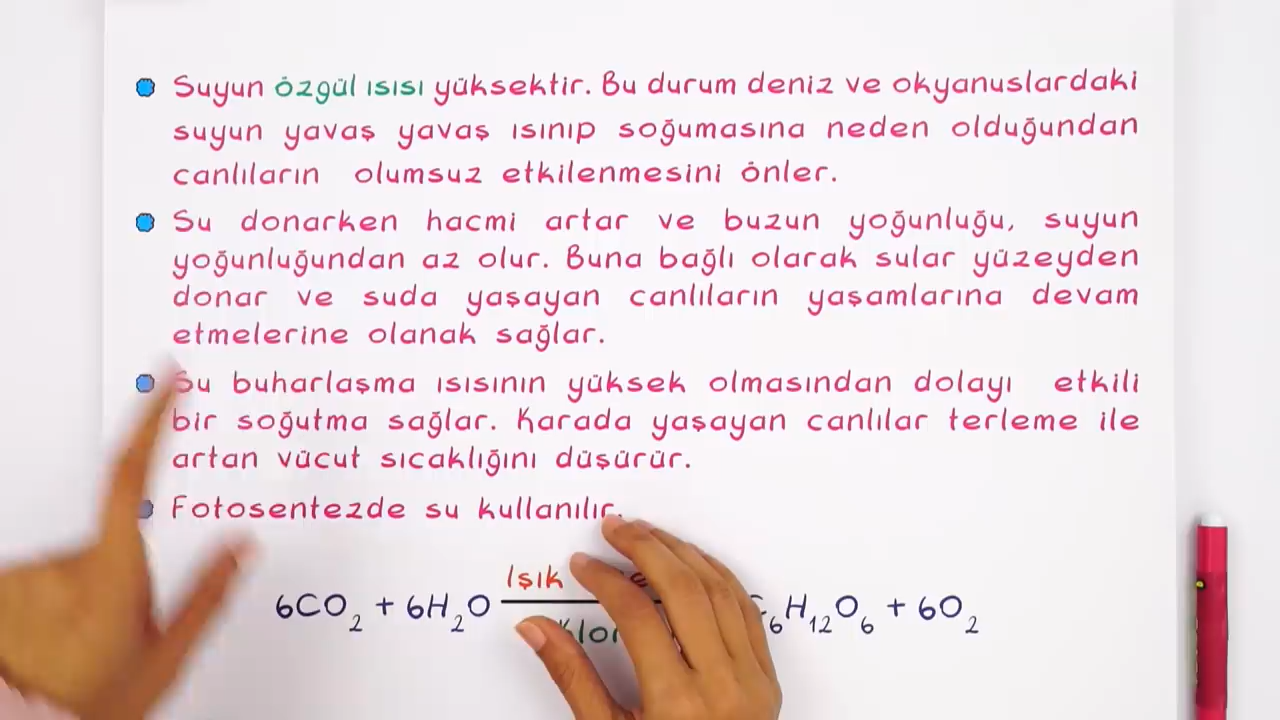 Suyun özgül ısısı yüksektir. Bu durum deniz ve okyanuslardaki
suyun yavaş yavaş ısınıp soğumasına neden olduğundan
canlıların olumsuz etkilenmesini önler.
Su donarken hacmi artar ve buzun yoğunluğu, suyun
yoğunluğundan az olur. Buna bağlı olarak sular yüzeyden
donar ve suda yaşayan canlıların yaşamlarına devam
etmelerine olanak sağlar.
Su buharlaşma ısısının yüksek olmasından dolayı etkili
bir soğutma sağlar. Karada yaşayan canlılar terleme ile
artan vücut sıcaklığını düşürür.
Fotosentezde su kullanılır.
Işık
6CO₂ + 6H₂O C₆H₁₂O₆ + 6O₂